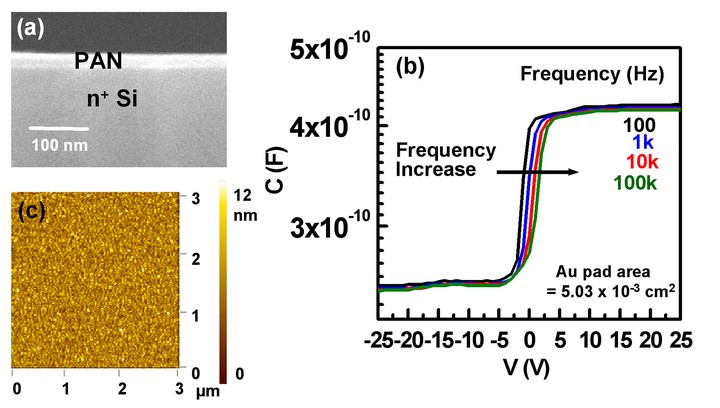 (a)
PAN
n⁺ Si
100 nm
(c)
12
nm
0
3
2
1
0
0 1 2 3 μm
(b)
Frequency (Hz)
100
1k
10k
100k
Frequency
Increase
Au pad area
= 5.03 x 10⁻³ cm²
5x10⁻¹⁰
4x10⁻¹⁰
3x10⁻¹⁰
C (F)
-25 -20 -15 -10 -5 0 5 10 15 20 25
V (V)